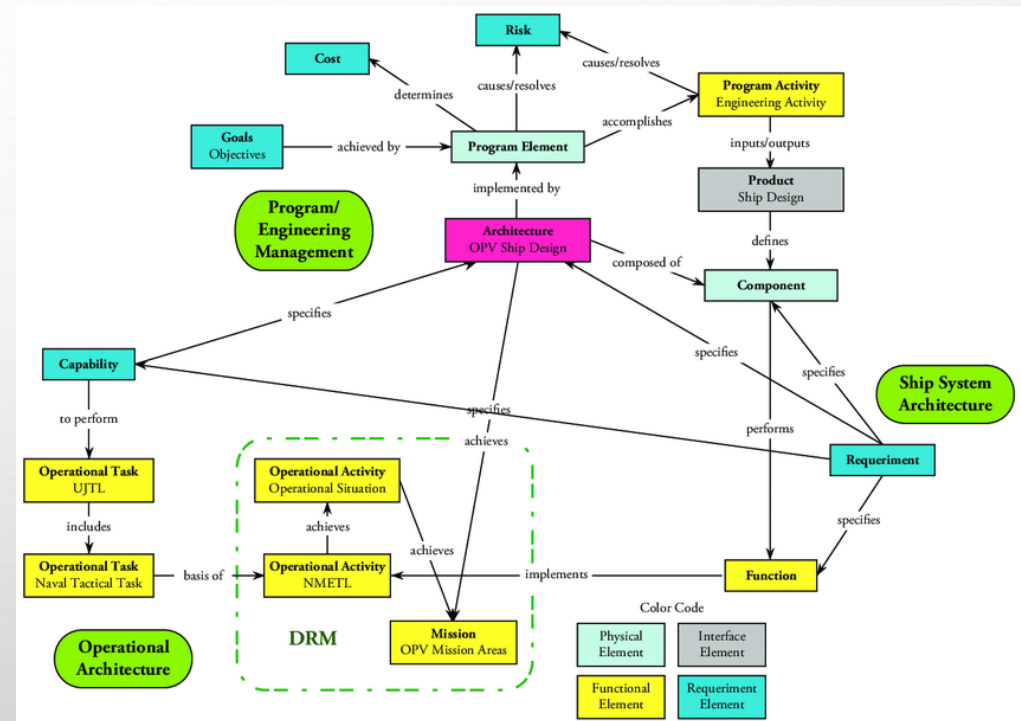 Risk
Cost
causes/resolves
causes/resolves
determines
Program Activity
Engineering Activity
accomplishes
Goals
Objectives
achieved by
Program Element
inputs/outputs
implemented by
Product
Ship Design
Program/
Engineering
Management
Architecture
OPV Ship Design
defines
composed of
Component
specifies
Capability
specifies
specifies
Ship System
Architecture
to perform
specifies
achieves
performs
Operational Task
UJTL
Operational Activity
Operational Situation
Requeriment
includes
achieves
achieves
specifies
Operational Task
Naval Tactical Task
basis of
Operational Activity
NMETL
implements
Function
DRM
Mission
OPV Mission Areas
Operational
Architecture
Color Code
Physical
Element
Interface
Element
Functional
Element
Requeriment
Element